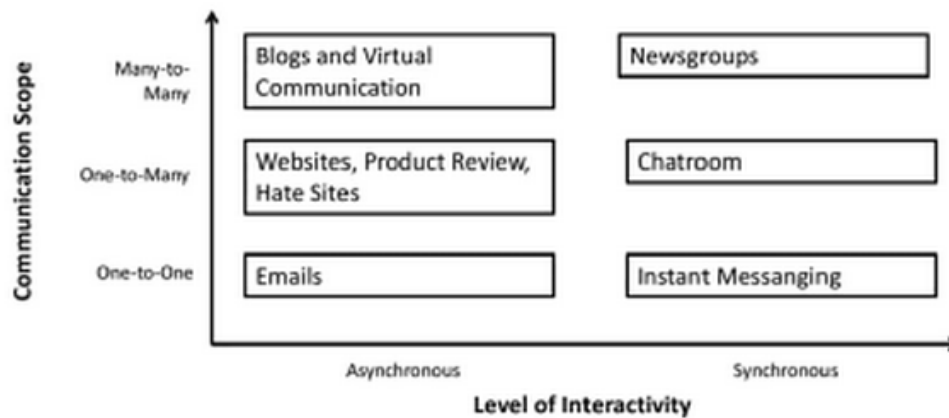 Communication Scope
Many-to-
Many
Blogs and Virtual
Communication
Newsgroups
One-to-Many
Websites, Product Review,
Hate Sites
Chatroom
One-to-One
Emails
Instant Messanging
Asynchronous
Synchronous
Level of Interactivity